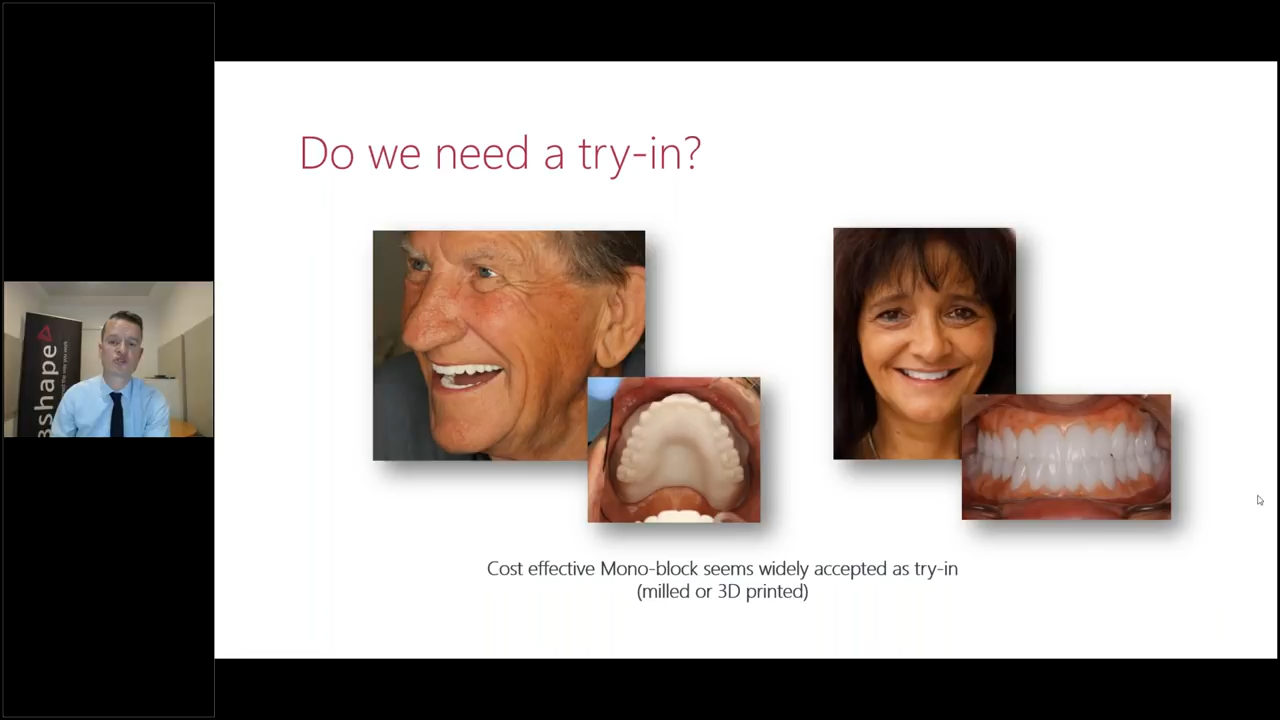 Do we need a try-in?
3shape
Cost effective Mono-block seems widely accepted as try-in
(milled or 3D printed)